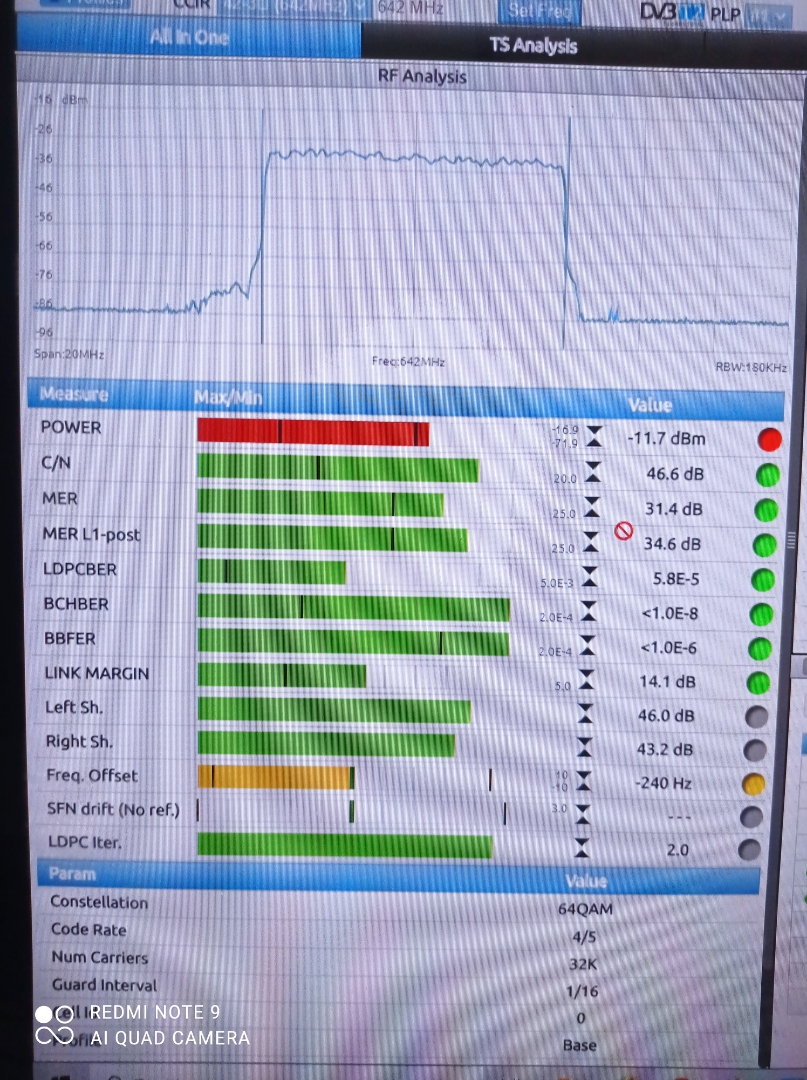 CCIR 42-3E (642MHz) 642 MHz Set Freq DVB T2 PLP
All In One TS Analysis
RF Analysis
-16 dBm
-26
-36
-46
-56
-66
-76
-86
-96
Span:20MHz Freq:642MHz RBW:180KHz
Measure Max/Min Value
POWER -16.9 -71.9 -11.7 dBm
C/N 20.0 46.6 dB
MER 25.0 31.4 dB
MER L1-post 25.0 34.6 dB
LDPCBER 5.0E-3 5.8E-5
BCHBER 2.0E-4 <1.0E-8
BBFER 2.0E-4 <1.0E-6
LINK MARGIN 5.0 14.1 dB
Left Sh. 46.0 dB
Right Sh. 43.2 dB
Freq. Offset 10 -10 -240 Hz
SFN drift (No ref.) 3.0 ---
LDPC Iter. 2.0
Param Value
Constellation 64QAM
Code Rate 4/5
Num Carriers 32K
Guard Interval 1/16
0
Base
REDMI NOTE 9
AI QUAD CAMERA